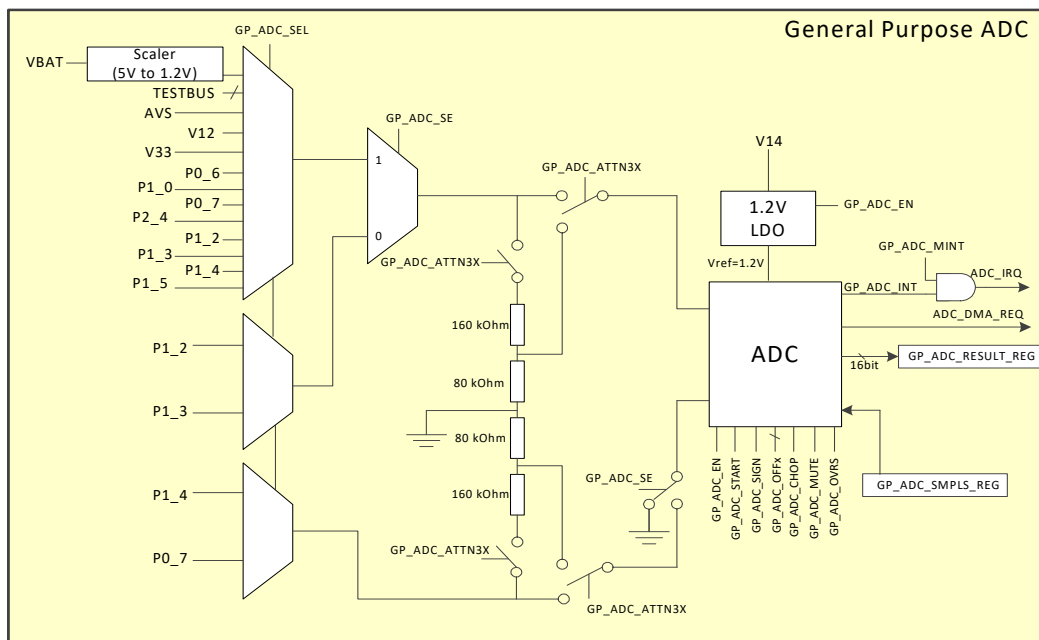 General Purpose ADC
GP_ADC_SEL
VBAT
Scaler
(5V to 1.2V)
TESTBUS
AVS
V12
V33
P0_6
P1_0
P0_7
P2_4
P1_2
P1_3
P1_4
P1_5
GP_ADC_SE
1
0
GP_ADC_ATTN3X
GP_ADC_ATTN3X
160 kOhm
80 kOhm
80 kOhm
160 kOhm
P1_2
P1_3
P1_4
P0_7
GP_ADC_ATTN3X
GP_ADC_ATTN3X
GP_ADC_SE
V14
1.2V
LDO
GP_ADC_EN
Vref=1.2V
GP_ADC_MINT
GP_ADC_INT
ADC_IRQ
ADC_DMA_REQ
ADC
16bit
GP_ADC_RESULT_REG
GP_ADC_SMPLS_REG
GP_ADC_EN
GP_ADC_START
GP_ADC_SIGN
GP_ADC_OFFx
GP_ADC_CHOP
GP_ADC_MUTE
GP_ADC_OVRS